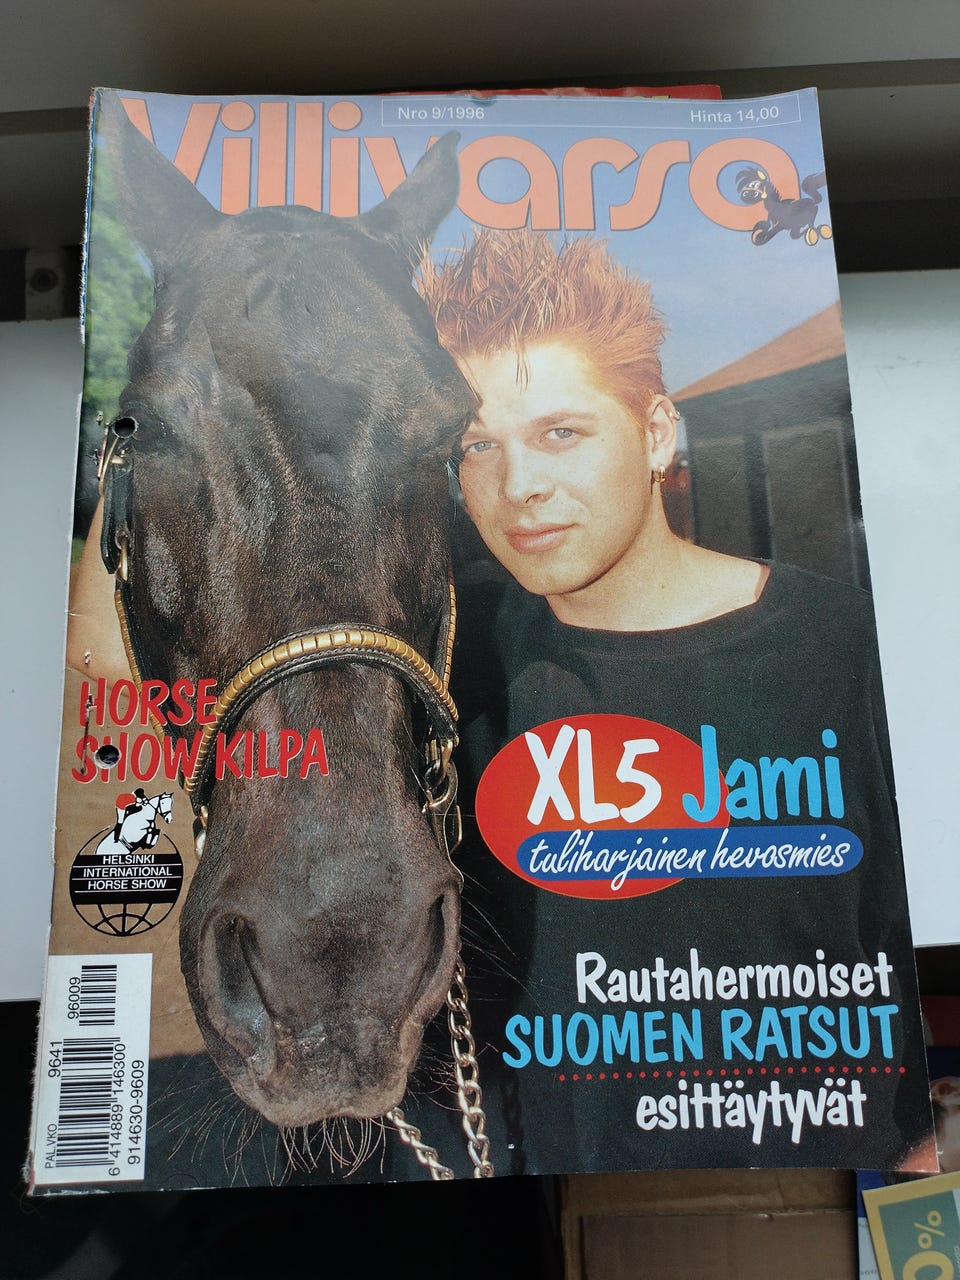 Nro 9/1996
Hinta 14,00
Villivarsa
HORSE
SHOW KILPA
HELSINKI
INTERNATIONAL
HORSE SHOW
XL5 Jami
tuliharjainen hevosmies
Rautahermoiset
SUOMEN RATSUT
esittäytyvät
PAL.VKO 9641 96009
6 414889 146300
914630-9609
%